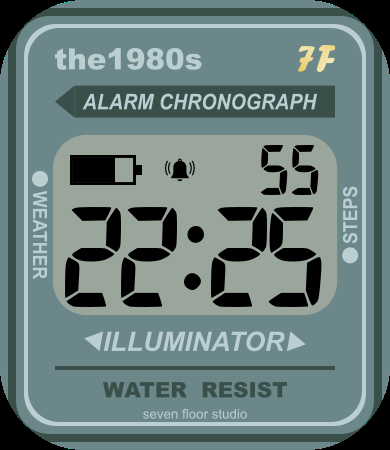 the1980s 7F
ALARM CHRONOGRAPH
55
22:25
WEATHER
STEPS
ILLUMINATOR
WATER RESIST
seven floor studio